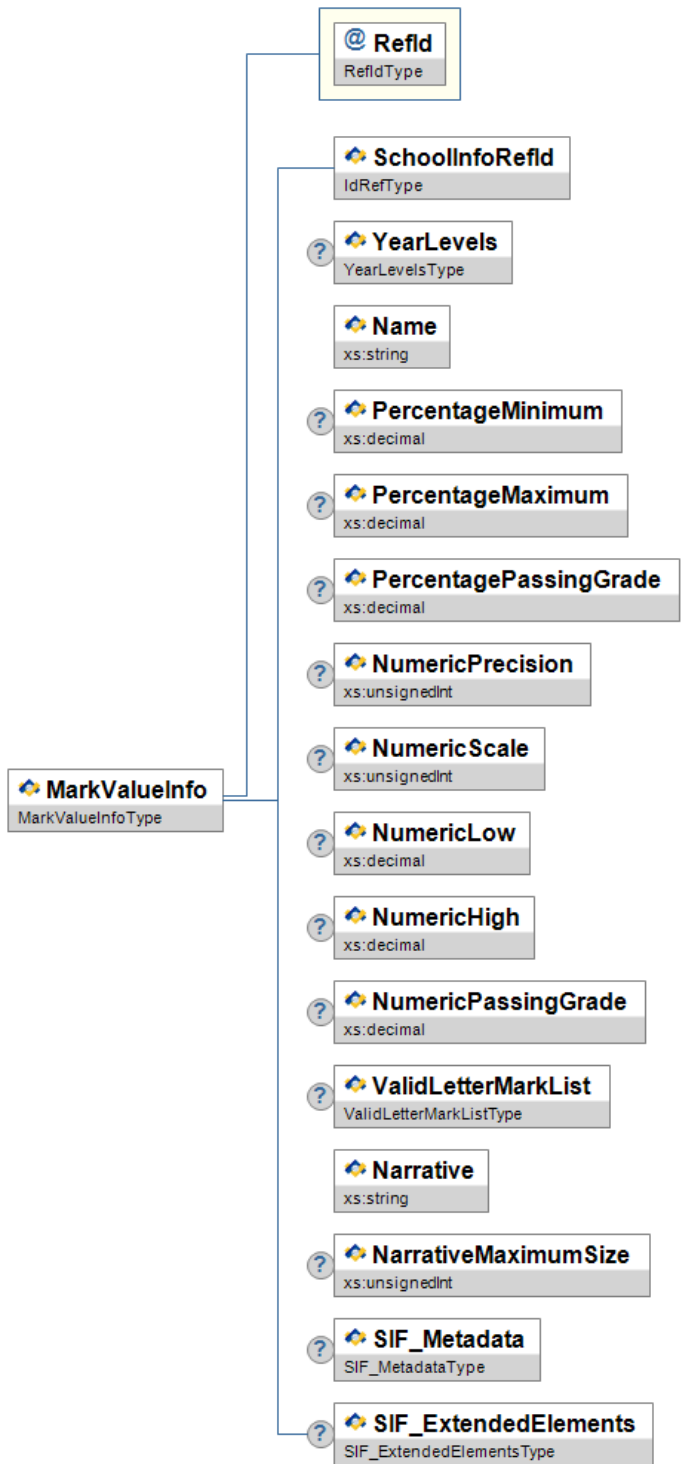 @ RefId
RefIdType
SchoolInfoRefId
IdRefType
? YearLevels
YearLevelsType
Name
xs:string
? PercentageMinimum
xs:decimal
? PercentageMaximum
xs:decimal
? PercentagePassingGrade
xs:decimal
? NumericPrecision
xs:unsignedInt
? NumericScale
xs:unsignedInt
MarkValueInfo
MarkValueInfoType
? NumericLow
xs:decimal
? NumericHigh
xs:decimal
? NumericPassingGrade
xs:decimal
? ValidLetterMarkList
ValidLetterMarkListType
Narrative
xs:string
? NarrativeMaximumSize
xs:unsignedInt
? SIF_Metadata
SIF_MetadataType
? SIF_ExtendedElements
SIF_ExtendedElementsType